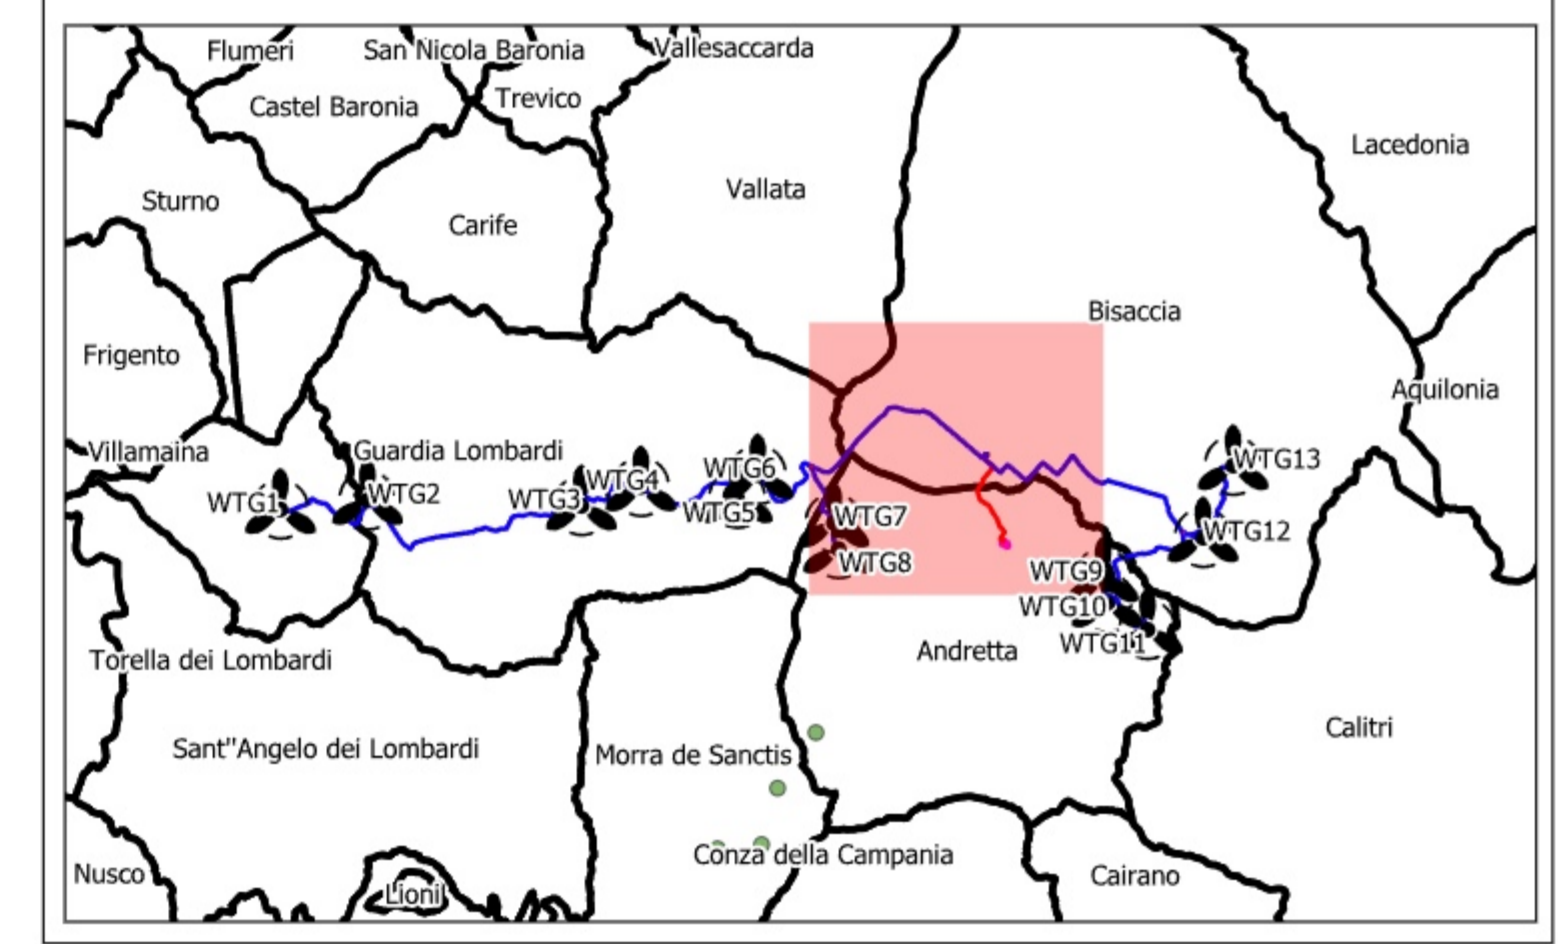 Flumeri
San Nicola Baronia
Vallesaccarda
Castel Baronia
Trevico
Lacedonia
Vallata
Sturno
Carife
Bisaccia
Frigento
Aquilonia
Villamaina
Guardia Lombardi
WTG1
WTG2
WTG3
WTG4
WTG5
WTG6
WTG7
WTG8
WTG9
WTG10
WTG11
WTG12
WTG13
Andretta
Torella dei Lombardi
Calitri
Sant"Angelo dei Lombardi
Morra de Sanctis
Conza della Campania
Nusco
Lioni
Cairano